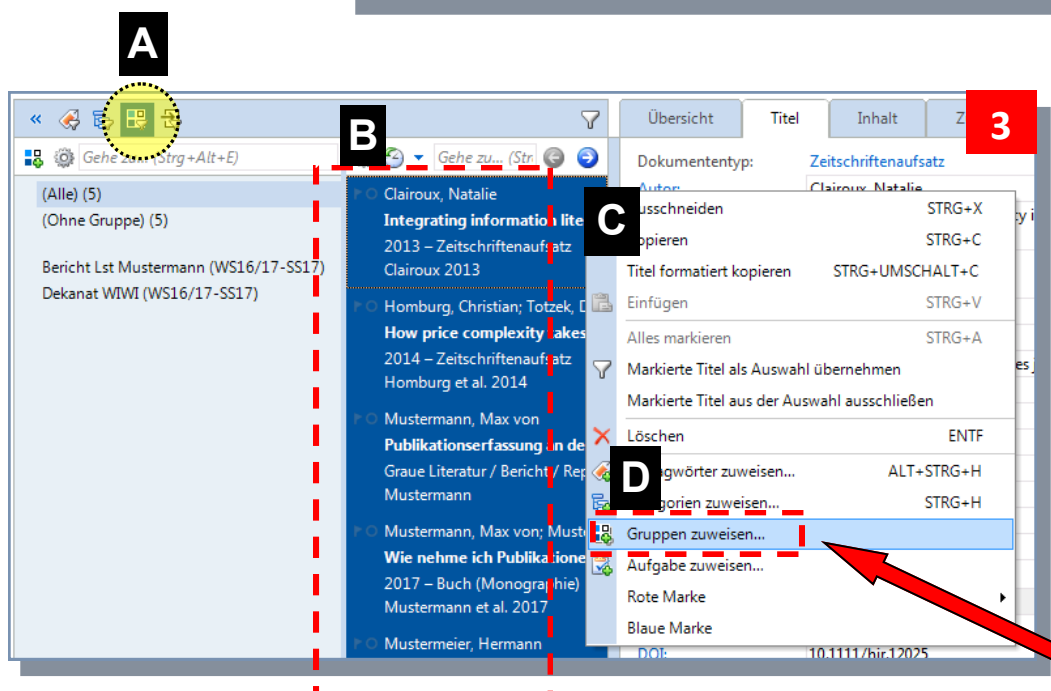 A
B
Übersicht
Titel
Inhalt
Z
3
Gehe zu... (Strg+Alt+E)
Gehe zu... (Str
(Alle) (5)
(Ohne Gruppe) (5)
Bericht Lst Mustermann (WS16/17-SS17)
Dekanat WIWI (WS16/17-SS17)
Clairoux, Natalie
Integrating information lite
2013 – Zeitschriftenaufsatz
Clairoux 2013
Homburg, Christian; Totzek, D
How price complexity takes
2014 – Zeitschriftenaufsatz
Homburg et al. 2014
Mustermann, Max von
Publikationserfassung an de
Graue Literatur / Bericht / Rep
Mustermann
Mustermann, Max von; Muste
Wie nehme ich Publikatione
2017 – Buch (Monographie)
Mustermann et al. 2017
Mustermeier, Hermann
Dokumententyp:
Zeitschriftenaufsatz
Autor:
Clairoux, Natalie
C
usschneiden STRG+X
opieren STRG+C
Titel formatiert kopieren STRG+UMSCHALT+C
Einfügen STRG+V
Alles markieren STRG+A
Markierte Titel als Auswahl übernehmen
Markierte Titel aus der Auswahl ausschließen
Löschen ENTF
D
agwörter zuweisen... ALT+STRG+H
gorien zuweisen... STRG+H
Gruppen zuweisen...
Aufgabe zuweisen...
Rote Marke
Blaue Marke
DOI:
10.1111/hir.12025